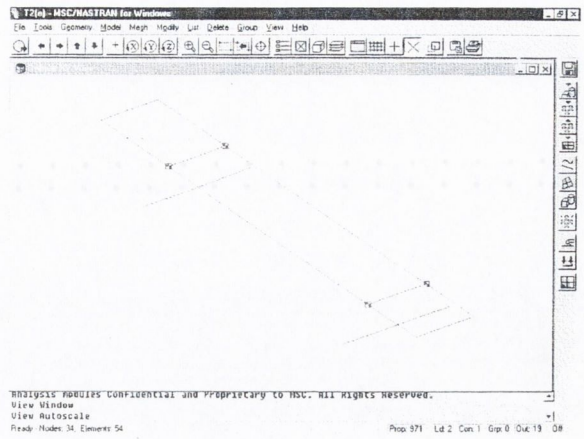 T2(e) - MSC/NASTRAN for Windows
File Tools Geometry Model Mesh Modify List Delete Group View Help
Analysis Modules Confidential and Proprietary to MSC. All Rights Reserved.
View Window
View Autoscale
Ready Nodes: 34, Elements: 54 Prop: 971 Ld: 2 Con: 1 Grp: 0 Out: 19